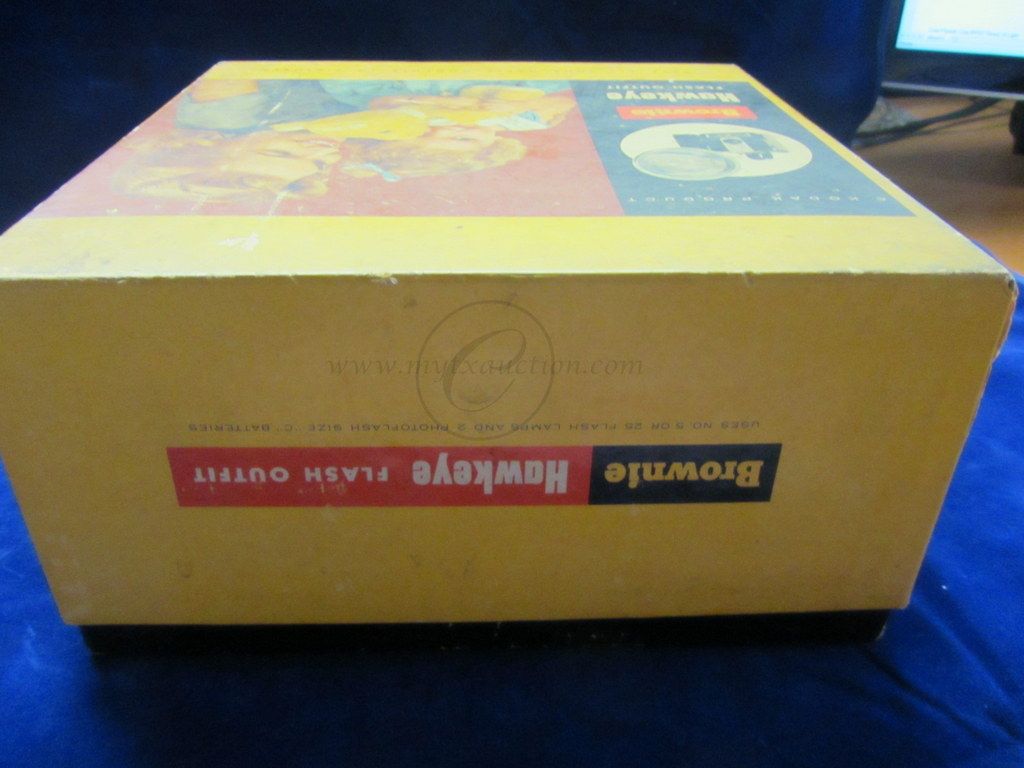 Brownie
Hawkeye
FLASH OUTFIT
A KODAK PRODUCT
www.mytxauction.com
C
Brownie Hawkeye FLASH OUTFIT
USES NO. 5 OR 25 FLASH LAMPS AND 2 PHOTOFLASH SIZE "C" BATTERIES